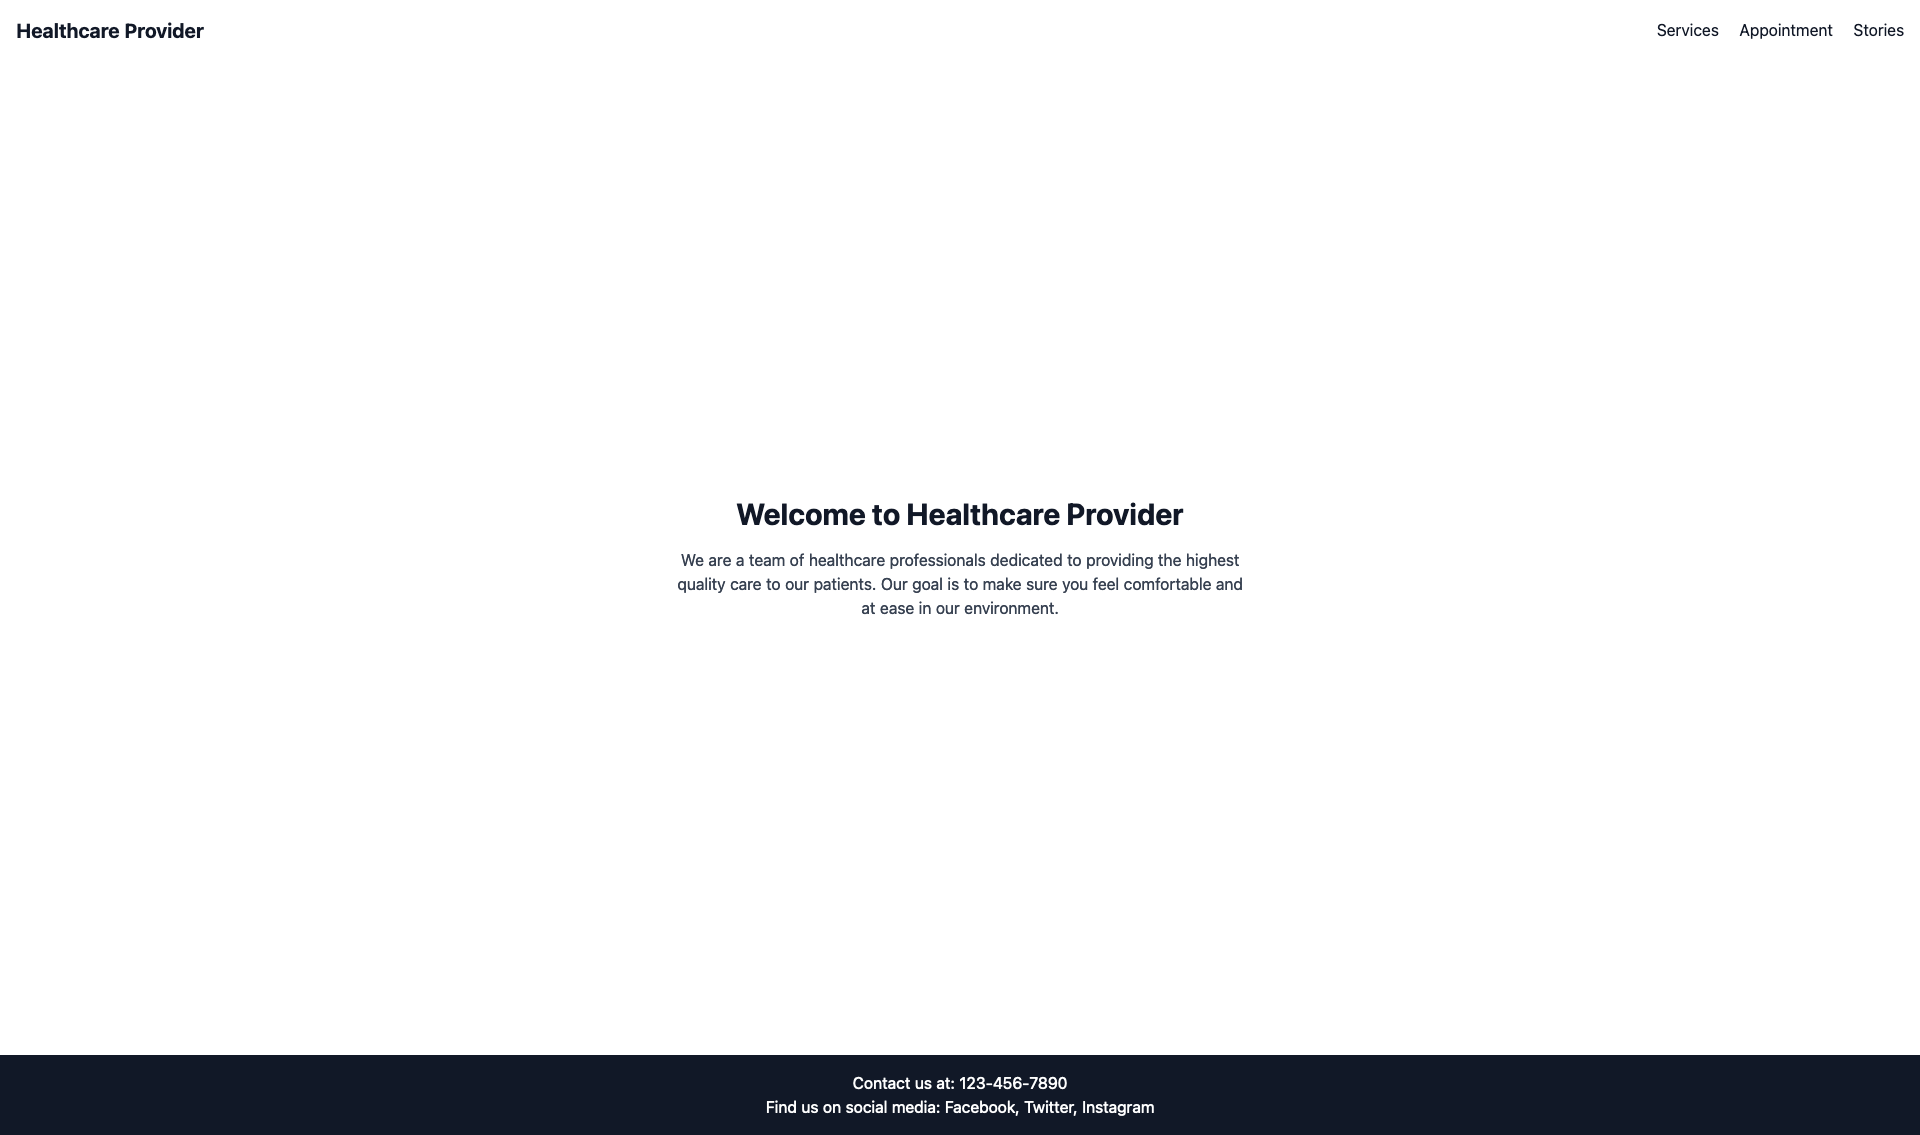 Healthcare Provider
Services Appointment Stories
Welcome to Healthcare Provider
We are a team of healthcare professionals dedicated to providing the highest
quality care to our patients. Our goal is to make sure you feel comfortable and
at ease in our environment.
Contact us at: 123-456-7890
Find us on social media: Facebook, Twitter, Instagram